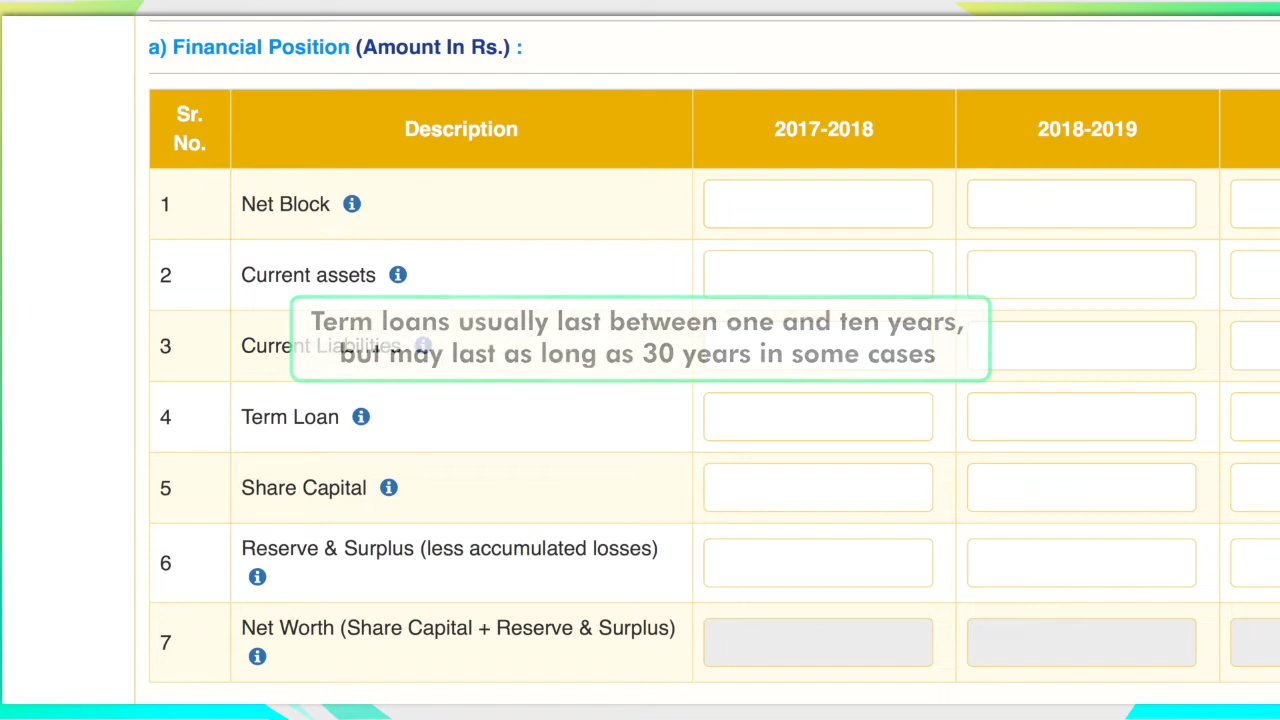 a) Financial Position (Amount In Rs.) :
Sr.
No.
Description
2017-2018
2018-2019
1
Net Block
2
Current assets
Term loans usually last between one and ten years,
but may last as long as 30 years in some cases
3
Current Liabilities
4
Term Loan
5
Share Capital
6
Reserve & Surplus (less accumulated losses)
7
Net Worth (Share Capital + Reserve & Surplus)